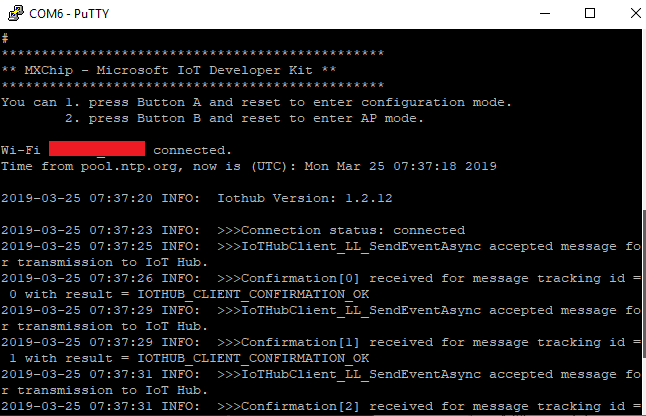 COM6 - PuTTY
#
************************************************
** MXChip - Microsoft IoT Developer Kit **
************************************************
You can 1. press Button A and reset to enter configuration mode.
2. press Button B and reset to enter AP mode.
Wi-Fi connected.
Time from pool.ntp.org, now is (UTC): Mon Mar 25 07:37:18 2019
2019-03-25 07:37:20 INFO:  Iothub Version: 1.2.12
2019-03-25 07:37:23 INFO:  >>>Connection status: connected
2019-03-25 07:37:25 INFO:  >>>IoTHubClient_LL_SendEventAsync accepted message fo
r transmission to IoT Hub.
2019-03-25 07:37:26 INFO:  >>>Confirmation[0] received for message tracking id =
0 with result = IOTHUB_CLIENT_CONFIRMATION_OK
2019-03-25 07:37:29 INFO:  >>>IoTHubClient_LL_SendEventAsync accepted message fo
r transmission to IoT Hub.
2019-03-25 07:37:29 INFO:  >>>Confirmation[1] received for message tracking id =
1 with result = IOTHUB_CLIENT_CONFIRMATION_OK
2019-03-25 07:37:31 INFO:  >>>IoTHubClient_LL_SendEventAsync accepted message fo
r transmission to IoT Hub.
2019-03-25 07:37:31 INFO:  >>>Confirmation[2] received for message tracking id =